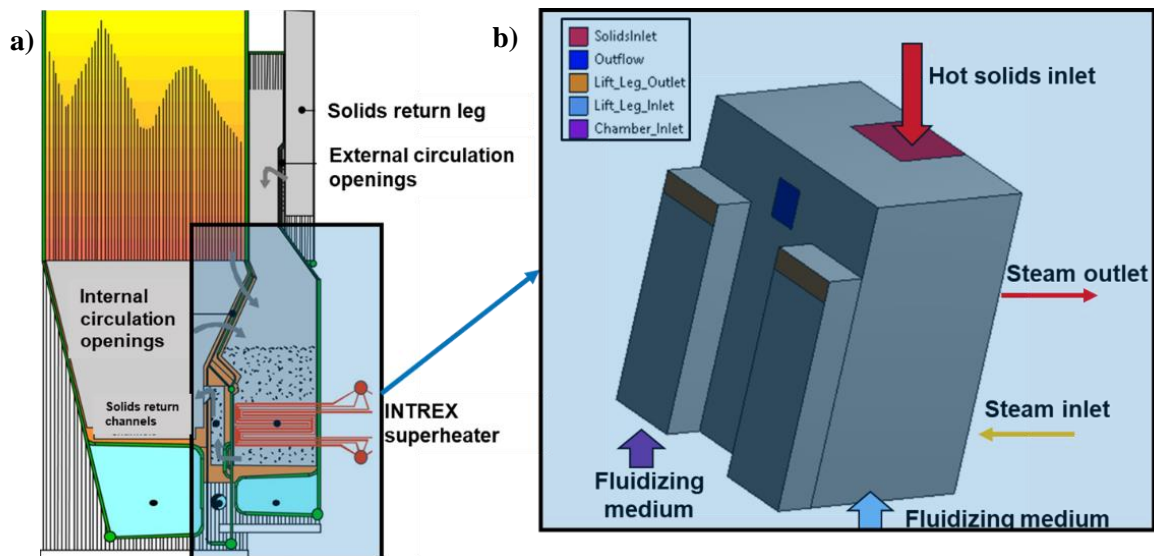 a)
Solids return leg
External circulation
openings
Internal
circulation
openings
Solids return
channels
INTREX
superheater
b)
SolidsInlet
Outflow
Lift_Leg_Outlet
Lift_Leg_Inlet
Chamber_Inlet
Hot solids inlet
Steam outlet
Steam inlet
Fluidizing
medium
Fluidizing medium